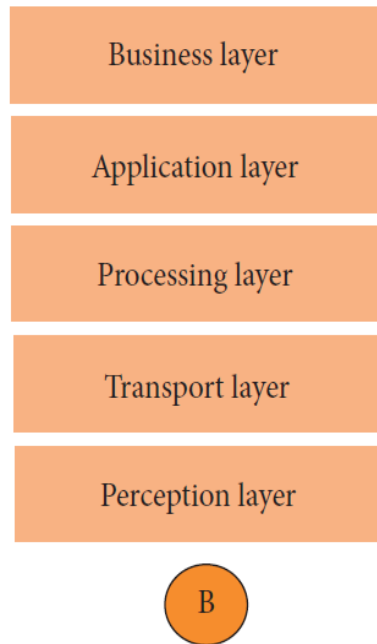 Business layer
Application layer
Processing layer
Transport layer
Perception layer
B